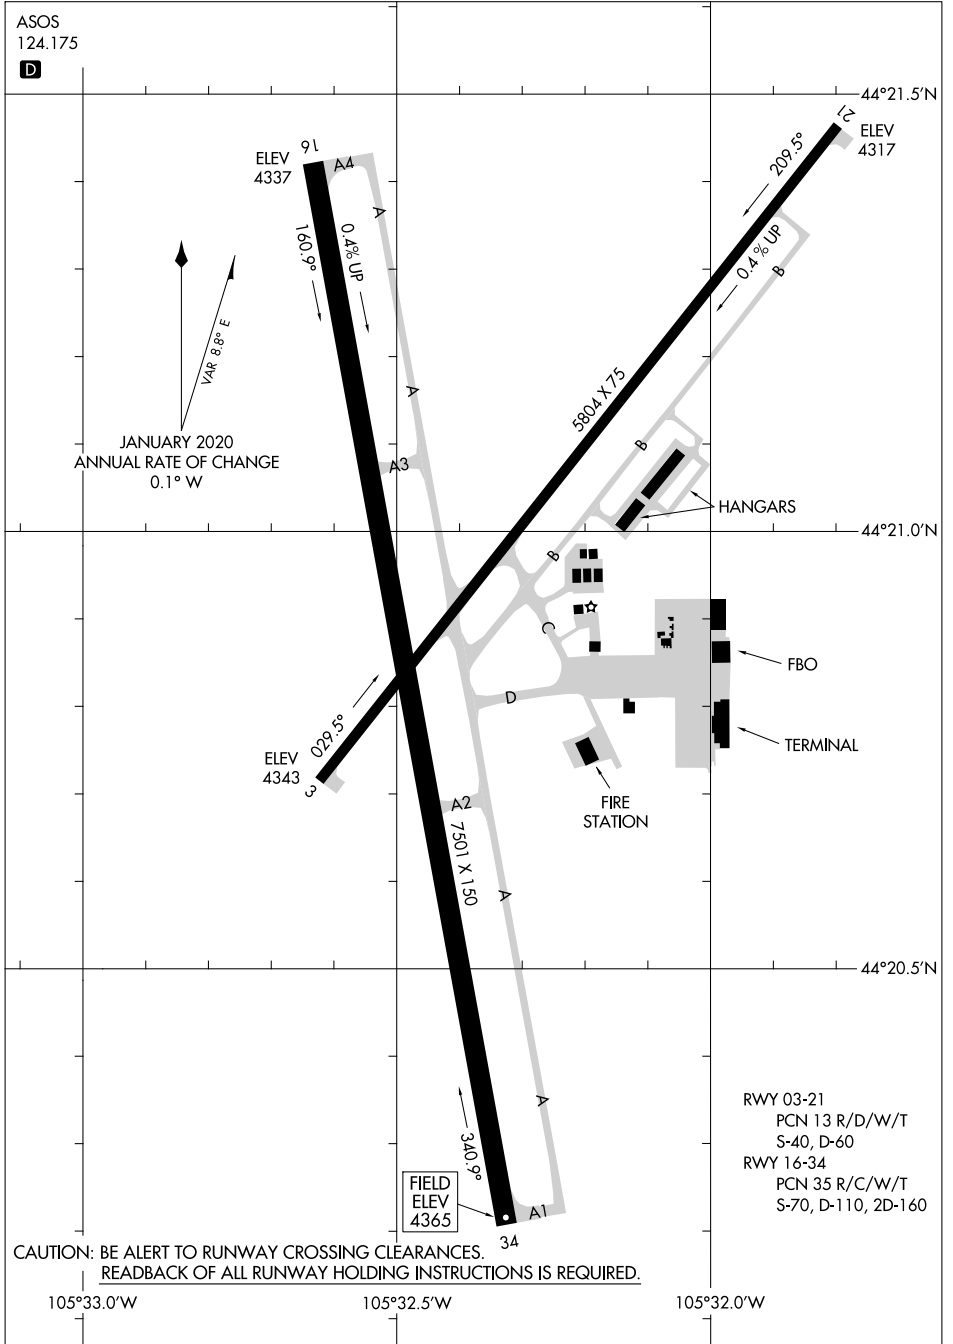 ASOS
124.175
D
44°21.5'N
21
ELEV
4317
209.5°
16
ELEV
4337
A4
A
160.9°
0.4% UP
0.4% UP
B
VAR 8.8° E
A
5804 X 75
JANUARY 2020
ANNUAL RATE OF CHANGE
0.1° W
A3
B
HANGARS
44°21.0'N
B
C
FBO
D
029.5°
TERMINAL
ELEV
4343
3
A2
FIRE
STATION
7501 X 150
A
44°20.5'N
A
340.9°
RWY 03-21
PCN 13 R/D/W/T
S-40, D-60
RWY 16-34
PCN 35 R/C/W/T
S-70, D-110, 2D-160
FIELD
ELEV
4365
A1
34
CAUTION: BE ALERT TO RUNWAY CROSSING CLEARANCES.
READBACK OF ALL RUNWAY HOLDING INSTRUCTIONS IS REQUIRED.
105°33.0'W
105°32.5'W
105°32.0'W